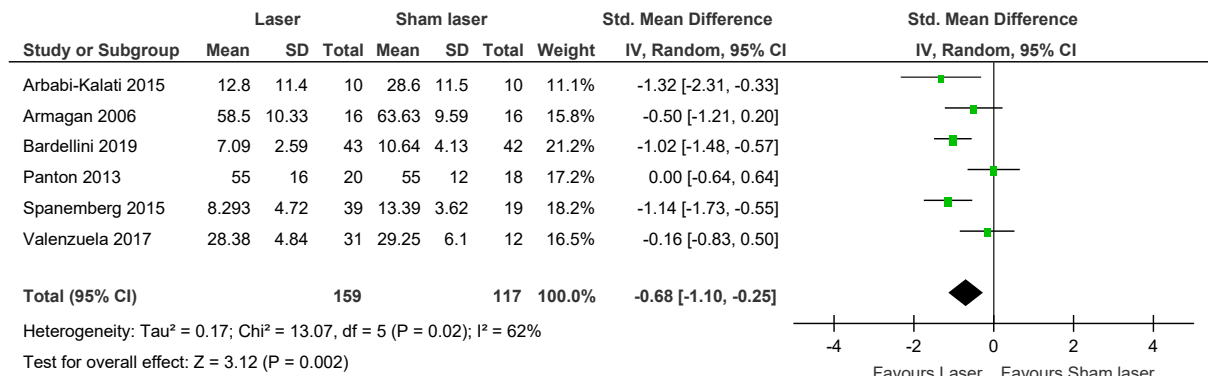 Laser Sham laser Std. Mean Difference Std. Mean Difference
Study or Subgroup Mean SD Total Mean SD Total Weight IV, Random, 95% CI IV, Random, 95% CI
Arbabi-Kalati 2015 12.8 11.4 10 28.6 11.5 10 11.1% -1.32 [-2.31, -0.33]
Armagan 2006 58.5 10.33 16 63.63 9.59 16 15.8% -0.50 [-1.21, 0.20]
Bardellini 2019 7.09 2.59 43 10.64 4.13 42 21.2% -1.02 [-1.48, -0.57]
Panton 2013 55 16 20 55 12 18 17.2% 0.00 [-0.64, 0.64]
Spanemberg 2015 8.293 4.72 39 13.39 3.62 19 18.2% -1.14 [-1.73, -0.55]
Valenzuela 2017 28.38 4.84 31 29.25 6.1 12 16.5% -0.16 [-0.83, 0.50]
Total (95% CI) 159 117 100.0% -0.68 [-1.10, -0.25]
Heterogeneity: Tau² = 0.17; Chi² = 13.07, df = 5 (P = 0.02); I² = 62%
Test for overall effect: Z = 3.12 (P = 0.002)
-4 -2 0 2 4
Favours Laser Favours Sham laser